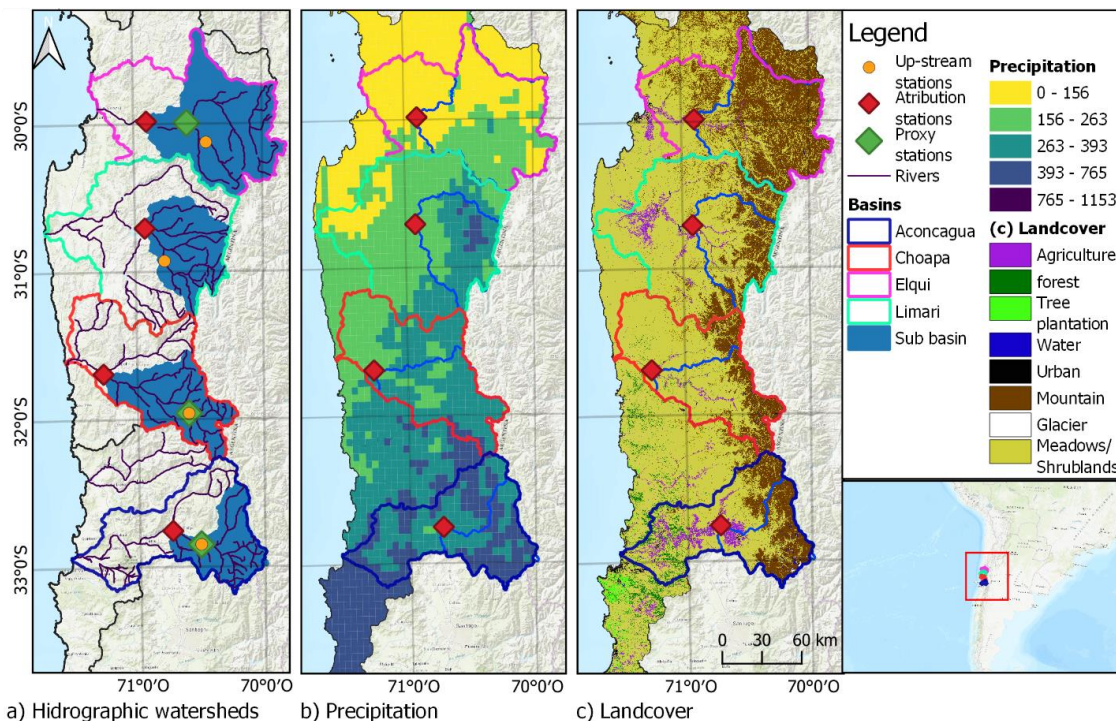 N
30°0'S
31°0'S
32°0'S
33°0'S
71°0'O
70°0'O
71°0'O
70°0'O
71°0'O
70°0'O
0 30 60 km
a) Hidrographic watersheds
b) Precipitation
c) Landcover
Legend
Up-stream
stations
Atribution
stations
Proxy
stations
Rivers
Basins
Aconcagua
Choapa
Elqui
Limari
Sub basin
Precipitation
0 - 156
156 - 263
263 - 393
393 - 765
765 - 1153
(c) Landcover
Agriculture
forest
Tree
plantation
Water
Urban
Mountain
Glacier
Meadows/
Shrublands